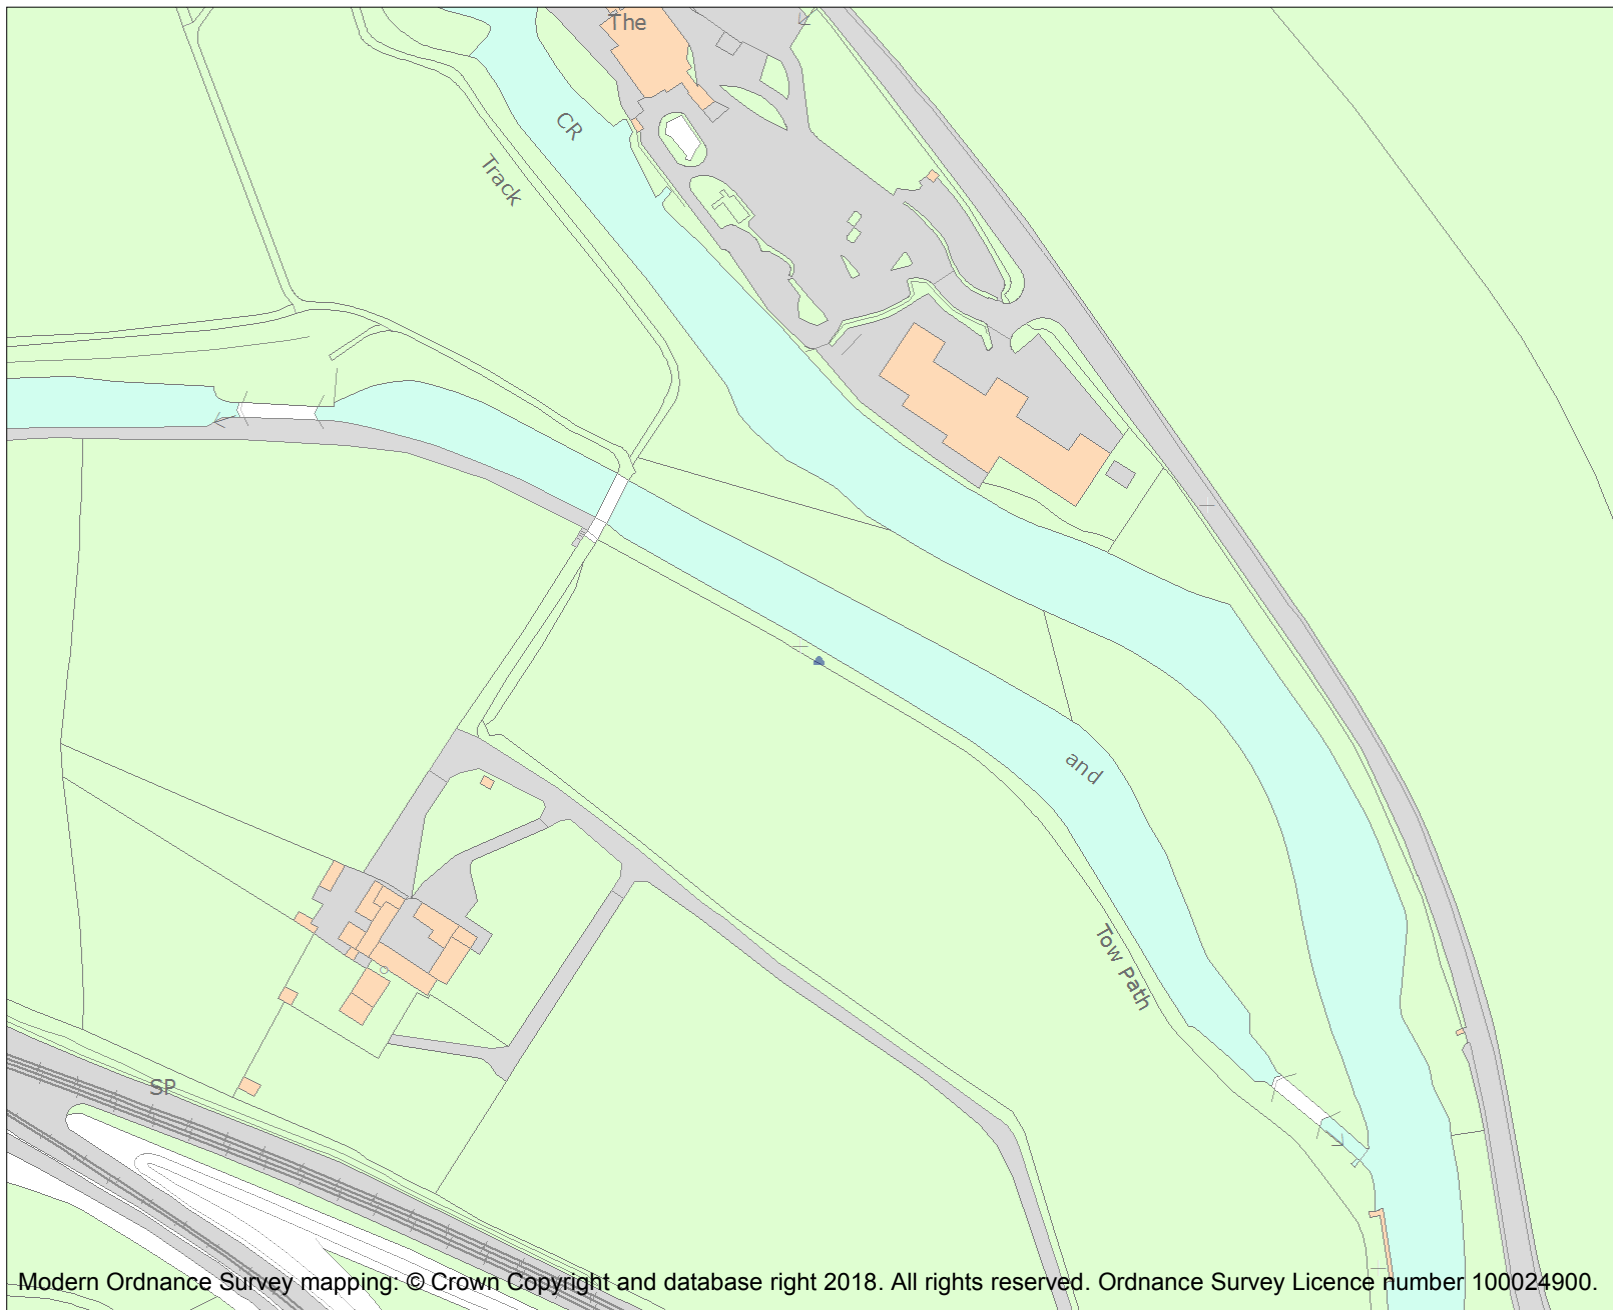 The
CR
Track
and
Tow Path
SP
Modern Ordnance Survey mapping: © Crown Copyright and database right 2018. All rights reserved. Ordnance Survey Licence number 100024900.